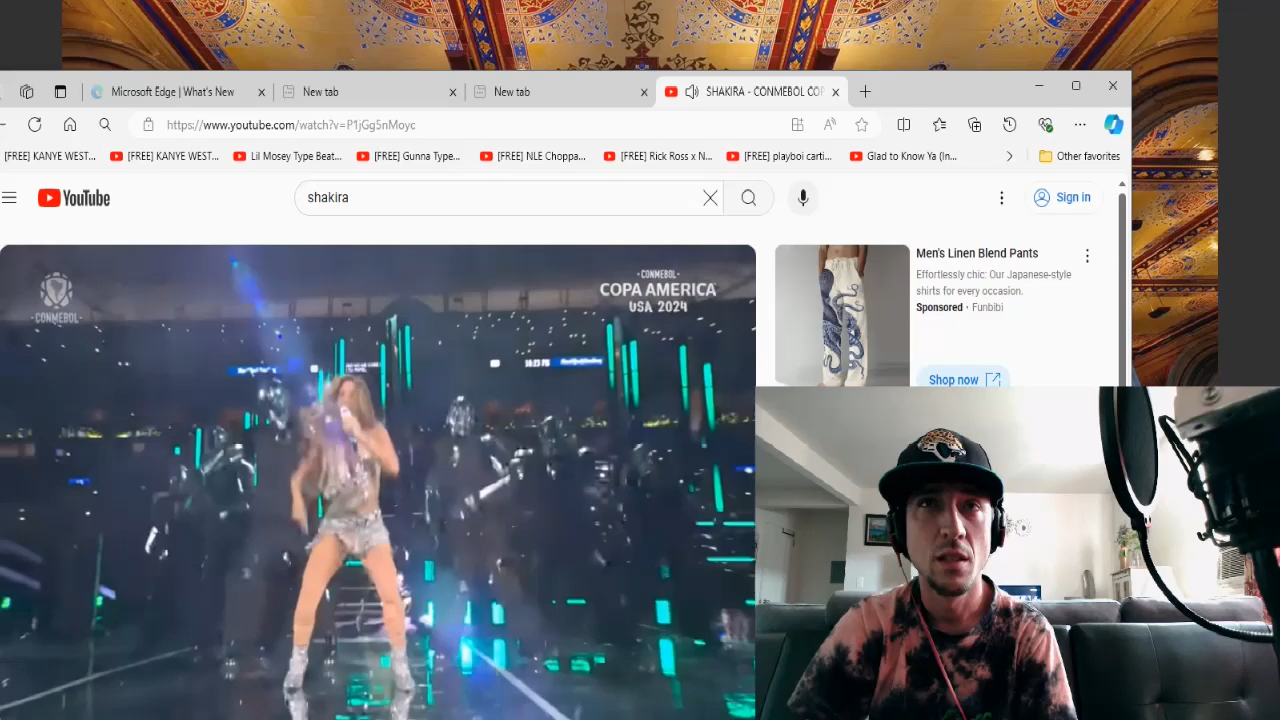 Microsoft Edge | What's New
New tab
New tab
SHAKIRA - CONMEBOL COP
https://www.youtube.com/watch?v=P1jGg5nMoyc
[FREE] KANYE WEST...
[FREE] KANYE WEST...
Lil Mosey Type Beat...
[FREE] Gunna Type...
[FREE] NLE Choppa...
[FREE] Rick Ross x N...
[FREE] playboi carti...
Glad to Know Ya (In...
Other favorites
YouTube
shakira
Sign in
CONMEBOL
-CONMEBOL-
COPA AMERICA
USA 2024
Men's Linen Blend Pants
Effortlessly chic: Our Japanese-style
shirts for every occasion.
Sponsored · Funbibi
Shop now